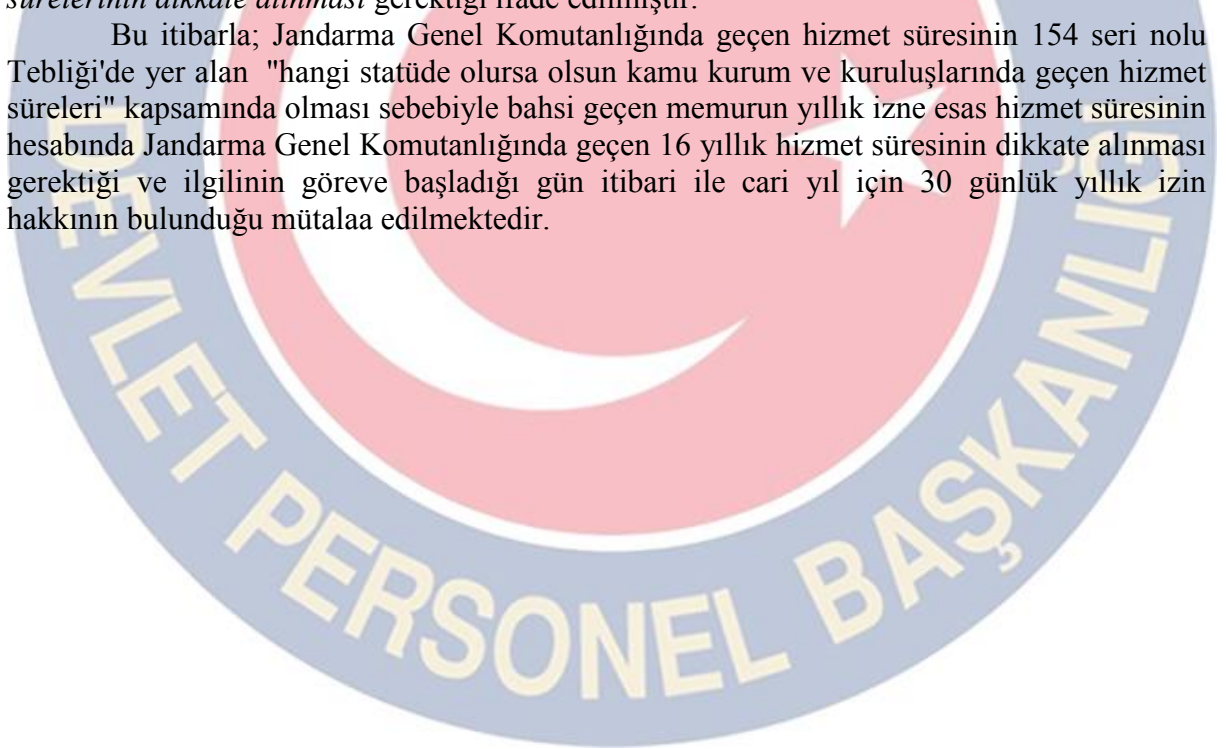 sürelerinin dikkate alınması gerektiği ifade edilmiştir.
Bu itibarla; Jandarma Genel Komutanlığında geçen hizmet süresinin 154 seri nolu
Tebliği'de yer alan "hangi statüde olursa olsun kamu kurum ve kuruluşlarında geçen hizmet
süreleri" kapsamında olması sebebiyle bahsi geçen memurun yıllık izne esas hizmet süresinin
hesabında Jandarma Genel Komutanlığında geçen 16 yıllık hizmet süresinin dikkate alınması
gerektiği ve ilgilinin göreve başladığı gün itibari ile cari yıl için 30 günlük yıllık izin
hakkının bulunduğu mütalaa edilmektedir.
DEVLET PERSONEL BAŞKANLIĞI